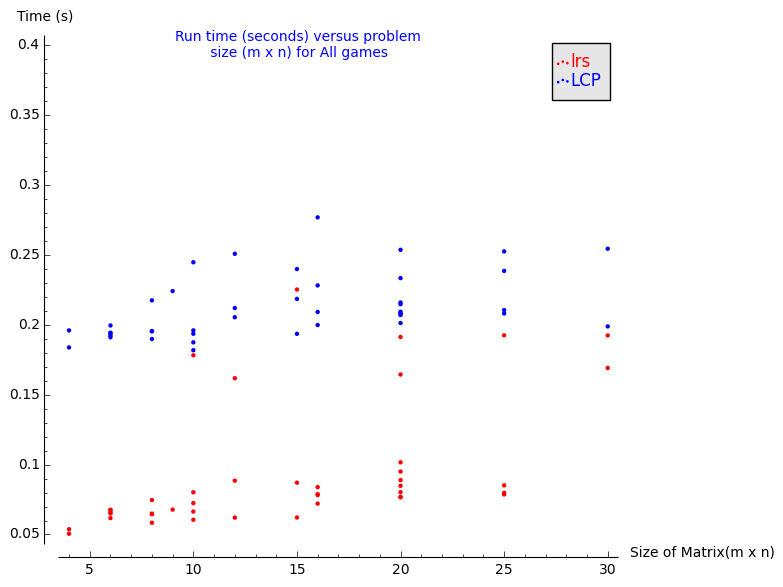 Time (s)
Run time (seconds) versus problem
size (m x n) for All games
lrs
LCP
0.4
0.35
0.3
0.25
0.2
0.15
0.1
0.05
5
10
15
20
25
30
Size of Matrix(m x n)